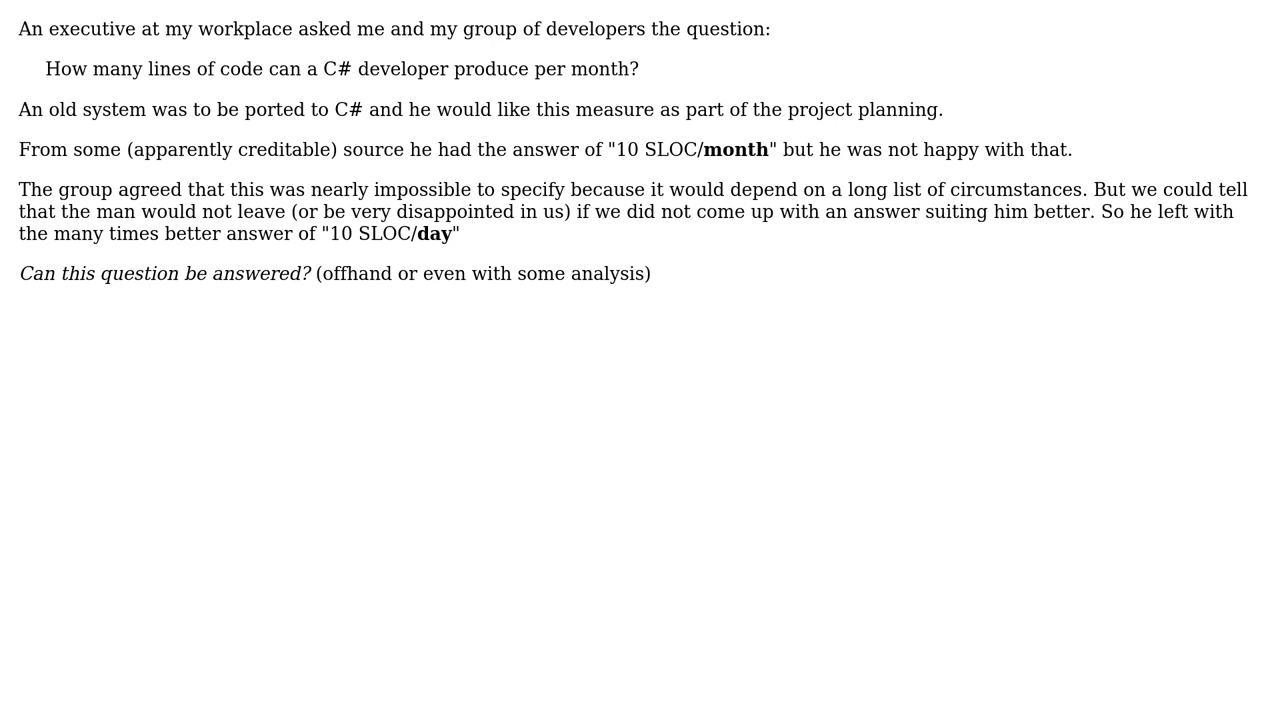 An executive at my workplace asked me and my group of developers the question:
How many lines of code can a C# developer produce per month?
An old system was to be ported to C# and he would like this measure as part of the project planning.
From some (apparently creditable) source he had the answer of "10 SLOC/month" but he was not happy with that.
The group agreed that this was nearly impossible to specify because it would depend on a long list of circumstances. But we could tell
that the man would not leave (or be very disappointed in us) if we did not come up with an answer suiting him better. So he left with
the many times better answer of "10 SLOC/day"
Can this question be answered? (offhand or even with some analysis)